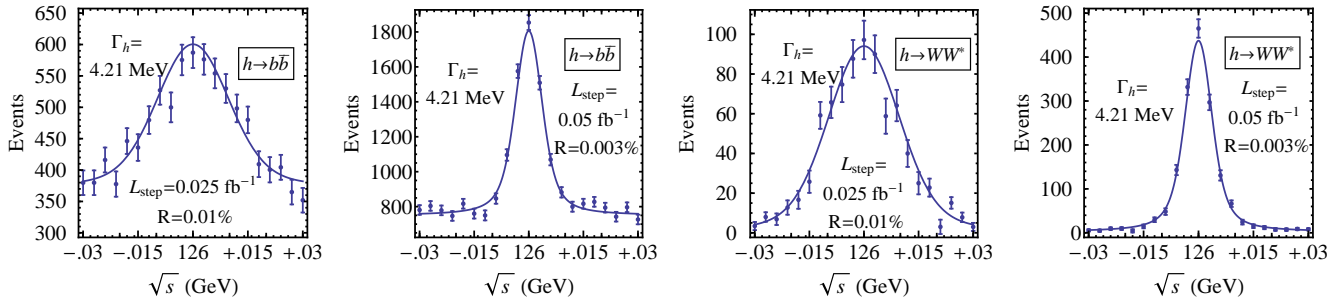 600
550
500
450
400
350
300
Events
Γh=
4.21 MeV
h→bb̅
Lstep=0.025 fb⁻¹
R=0.01%
−.03 −.015 126 +.015 +.03
√s (GeV)
1800
1600
1400
1200
1000
800
600
Events
Γh=
4.21 MeV
h→bb̅
Lstep=
0.05 fb⁻¹
R=0.003%
−.03 −.015 126 +.015 +.03
√s (GeV)
100
80
60
40
20
0
Events
Γh=
4.21 MeV
h→WW*
Lstep=
0.025 fb⁻¹
R=0.01%
−.03 −.015 126 +.015 +.03
√s (GeV)
500
400
300
200
100
0
Events
Γh=
4.21 MeV
h→WW*
Lstep=
0.05 fb⁻¹
R=0.003%
−.03 −.015 126 +.015 +.03
√s (GeV)